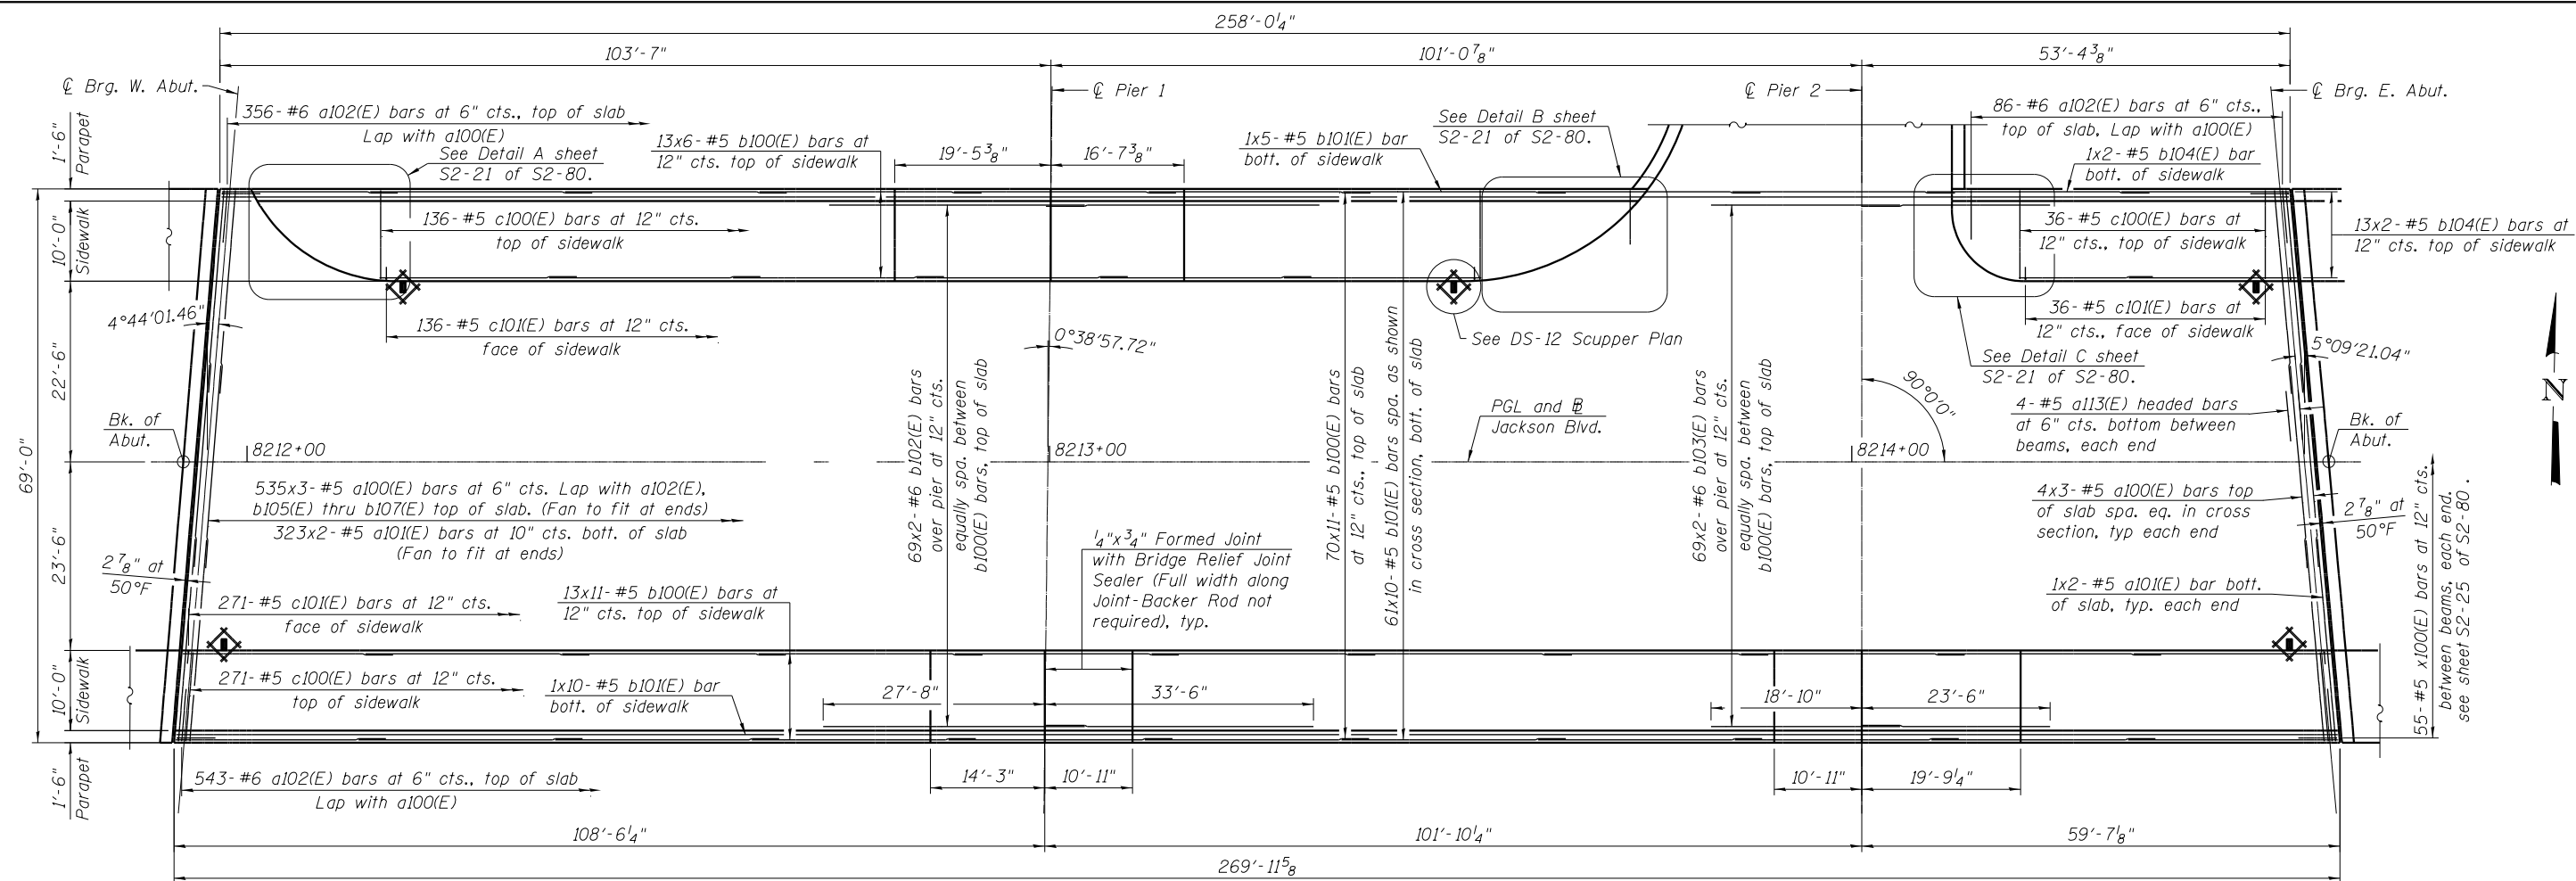 258'-0¼"
103'-7"
101'-0⅞"
53'-4⅜"
℄ Brg. W. Abut.
℄ Pier 1
℄ Pier 2
℄ Brg. E. Abut.
1'-6"
Parapet
356-#6 a102(E) bars at 6" cts., top of slab
Lap with a100(E)
See Detail A sheet
S2-21 of S2-80.
13x6-#5 b100(E) bars at
12" cts. top of sidewalk
19'-5⅜"
16'-7⅜"
1x5-#5 b101(E) bar
bott. of sidewalk
See Detail B sheet
S2-21 of S2-80.
86-#6 a102(E) bars at 6" cts.,
top of slab, Lap with a100(E)
1x2-#5 b104(E) bar
bott. of sidewalk
10'-0"
Sidewalk
136-#5 c100(E) bars at 12" cts.
top of sidewalk
36-#5 c100(E) bars at
12" cts., top of sidewalk
13x2-#5 b104(E) bars at
12" cts. top of sidewalk
4°44'01.46"
136-#5 c101(E) bars at 12" cts.
face of sidewalk
0°38'57.72"
See DS-12 Scupper Plan
36-#5 c101(E) bars at
12" cts., face of sidewalk
See Detail C sheet
S2-21 of S2-80.
5°09'21.04"
N
69'-0"
22'-6"
Bk. of
Abut.
8212+00
8213+00
PGL and ℄
Jackson Blvd.
8214+00
90°0'0"
4-#5 a113(E) headed bars
at 6" cts. bottom between
beams, each end
Bk. of
Abut.
69x2-#6 b102(E) bars
over pier at 12" cts.
equally spa. between
b100(E) bars, top of slab
70x11-#5 b100(E) bars
at 12" cts., top of slab
61x10-#5 b101(E) bars spa. as shown
in cross section, bott. of slab
69x2-#6 b103(E) bars
over pier at 12" cts.
equally spa. between
b100(E) bars, top of slab
23'-6"
535x3-#5 a100(E) bars at 6" cts. Lap with a102(E),
b105(E) thru b107(E) top of slab. (Fan to fit at ends)
323x2-#5 a101(E) bars at 10" cts. bott. of slab
(Fan to fit at ends)
2⅞" at
50°F
¼"x¾" Formed Joint
with Bridge Relief Joint
Sealer (Full width along
Joint-Backer Rod not
required), typ.
4x3-#5 a100(E) bars top
of slab spa. eq. in cross
section, typ each end
2⅞" at
50°F
1x2-#5 a101(E) bar bott.
of slab, typ. each end
55-#5 x100(E) bars at 12" cts.
between beams, each end.
see sheet S2-25 of S2-80.
271-#5 c101(E) bars at 12" cts.
face of sidewalk
13x11-#5 b100(E) bars at
12" cts. top of sidewalk
10'-0"
Sidewalk
271-#5 c100(E) bars at 12" cts.
top of sidewalk
1x10-#5 b101(E) bar
bott. of sidewalk
27'-8"
33'-6"
18'-10"
23'-6"
1'-6"
Parapet
543-#6 a102(E) bars at 6" cts., top of slab
Lap with a100(E)
14'-3"
10'-11"
10'-11"
19'-9¼"
108'-6¼"
101'-10¼"
59'-7⅛"
269'-11⅝"